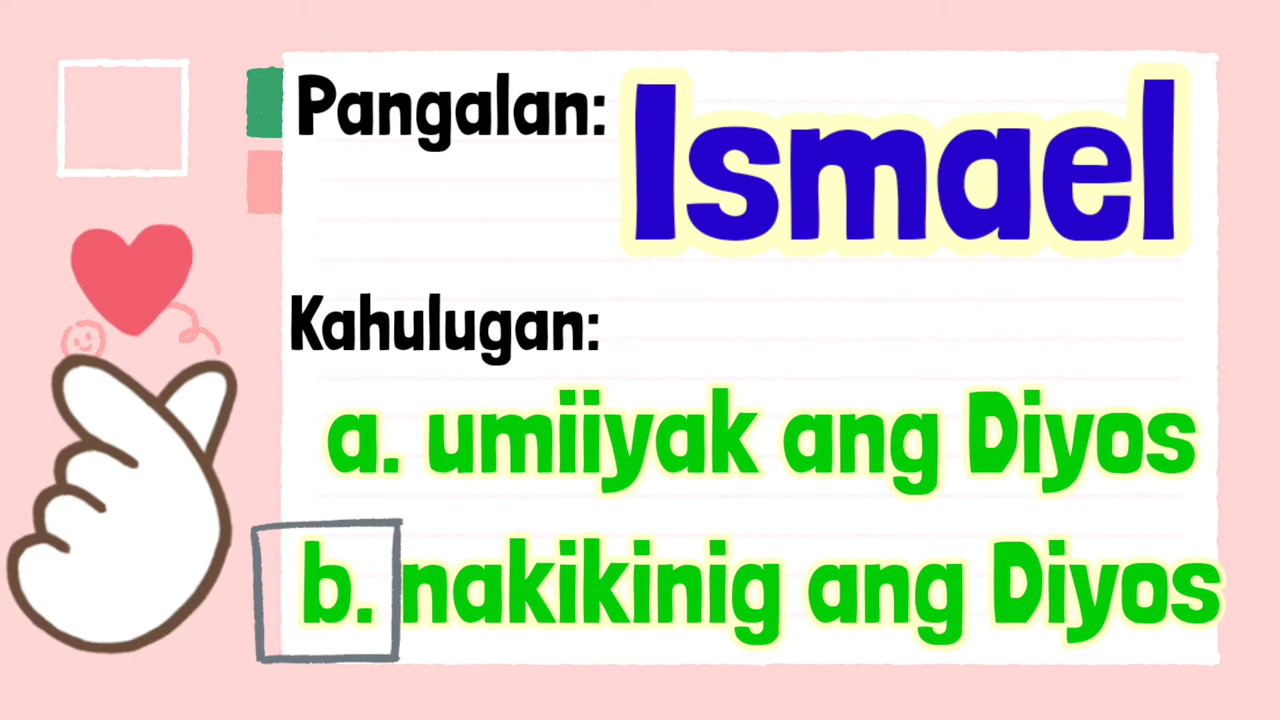 Pangalan: Ismael
Kahulugan:
a. umiiyak ang Diyos
b. nakikinig ang Diyos